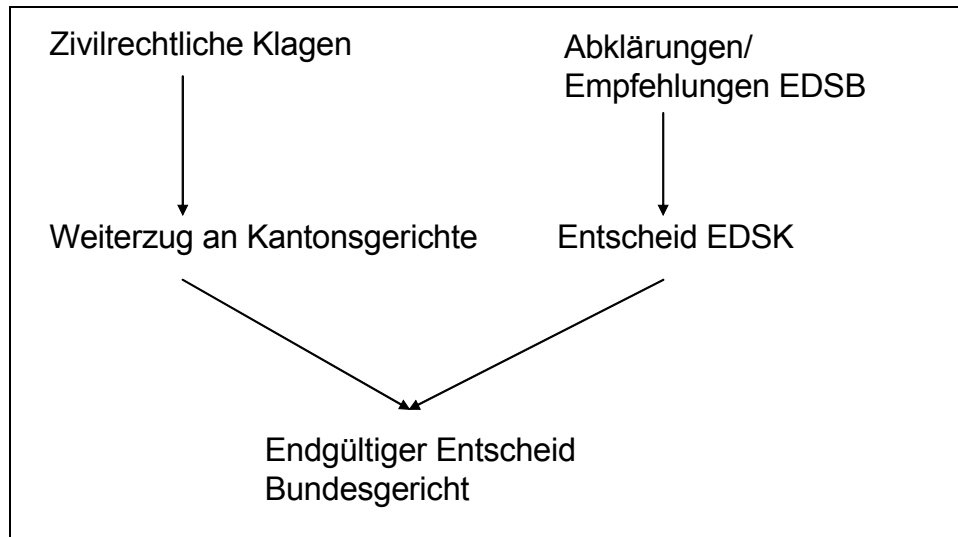 Zivilrechtliche Klagen
Abklärungen/
Empfehlungen EDSB
Weiterzug an Kantonsgerichte
Entscheid EDSK
Endgültiger Entscheid
Bundesgericht